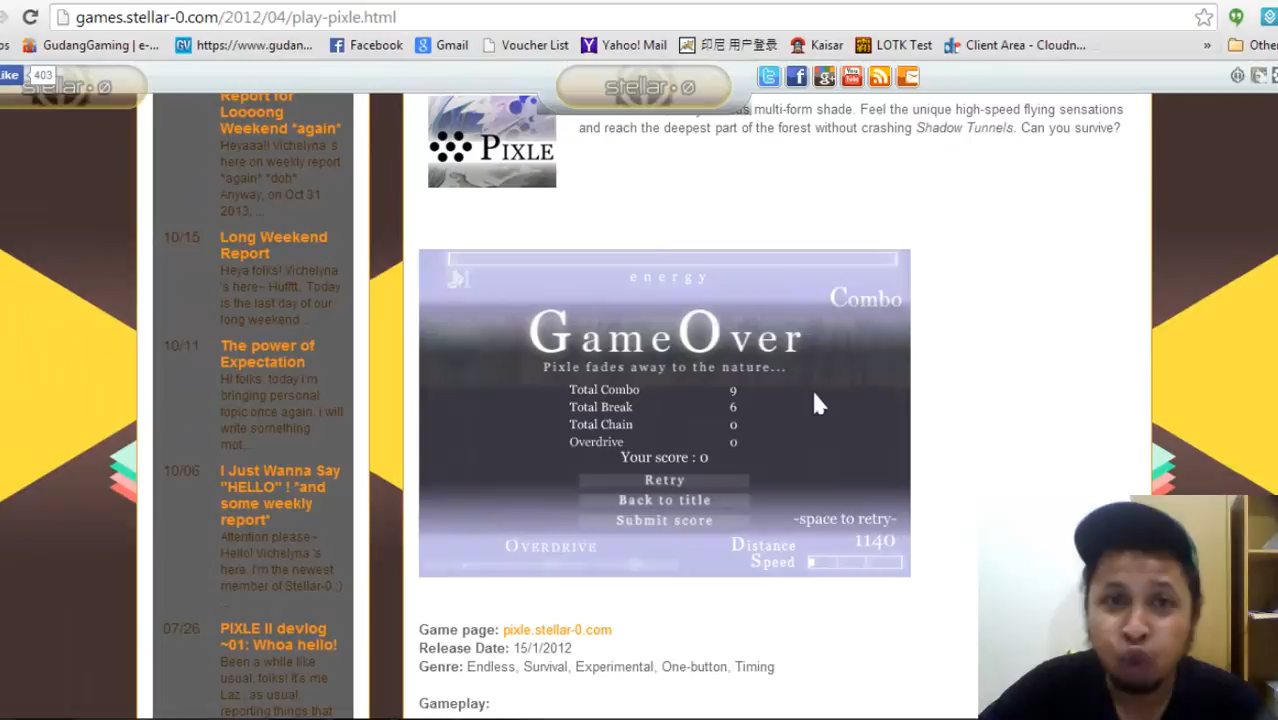 games.stellar-0.com/2012/04/play-pixle.html
GudangGaming | e-...
https://www.gudan...
Facebook
Gmail
Voucher List
Yahoo! Mail
印尼 用户登录
Kaisar
LOTK Test
Client Area - Cloudn...
»
Othe
ike 403
stellar·0
Report for
Loooong
Weekend *again*
Heyaaa!! Vichelyna 's
here on weekly report
*again* *doh*
Anyway, on Oct 31
2013, ...
10/15 Long Weekend
Report
Heya folks! Vichelyna
's here~ Huffft. Today
is the last day of our
long weekend ...
10/11 The power of
Expectation
Hi folks, today i'm
bringing personal
topic once again. i will
write something
mot...
10/06 I Just Wanna Say
"HELLO" ! *and
some weekly
report*
Attention please~
Hello! Vichelyna 's
here. I'm the newest
member of Stellar-0 ;)
...
07/26 PIXLE II devlog
~01: Whoa hello!
Been a while like
usual, folks! It's me
Laz , as usual,
reporting things that
multi-form shade. Feel the unique high-speed flying sensations
and reach the deepest part of the forest without crashing Shadow Tunnels. Can you survive?
PIXLE
energy
Combo
GameOver
Pixle fades away to the nature...
Total Combo 9
Total Break 6
Total Chain 0
Overdrive 0
Your score : 0
Retry
Back to title
Submit score
-space to retry-
OVERDRIVE
Distance 1140
Speed
Game page: pixle.stellar-0.com
Release Date: 15/1/2012
Genre: Endless, Survival, Experimental, One-button, Timing
Gameplay: